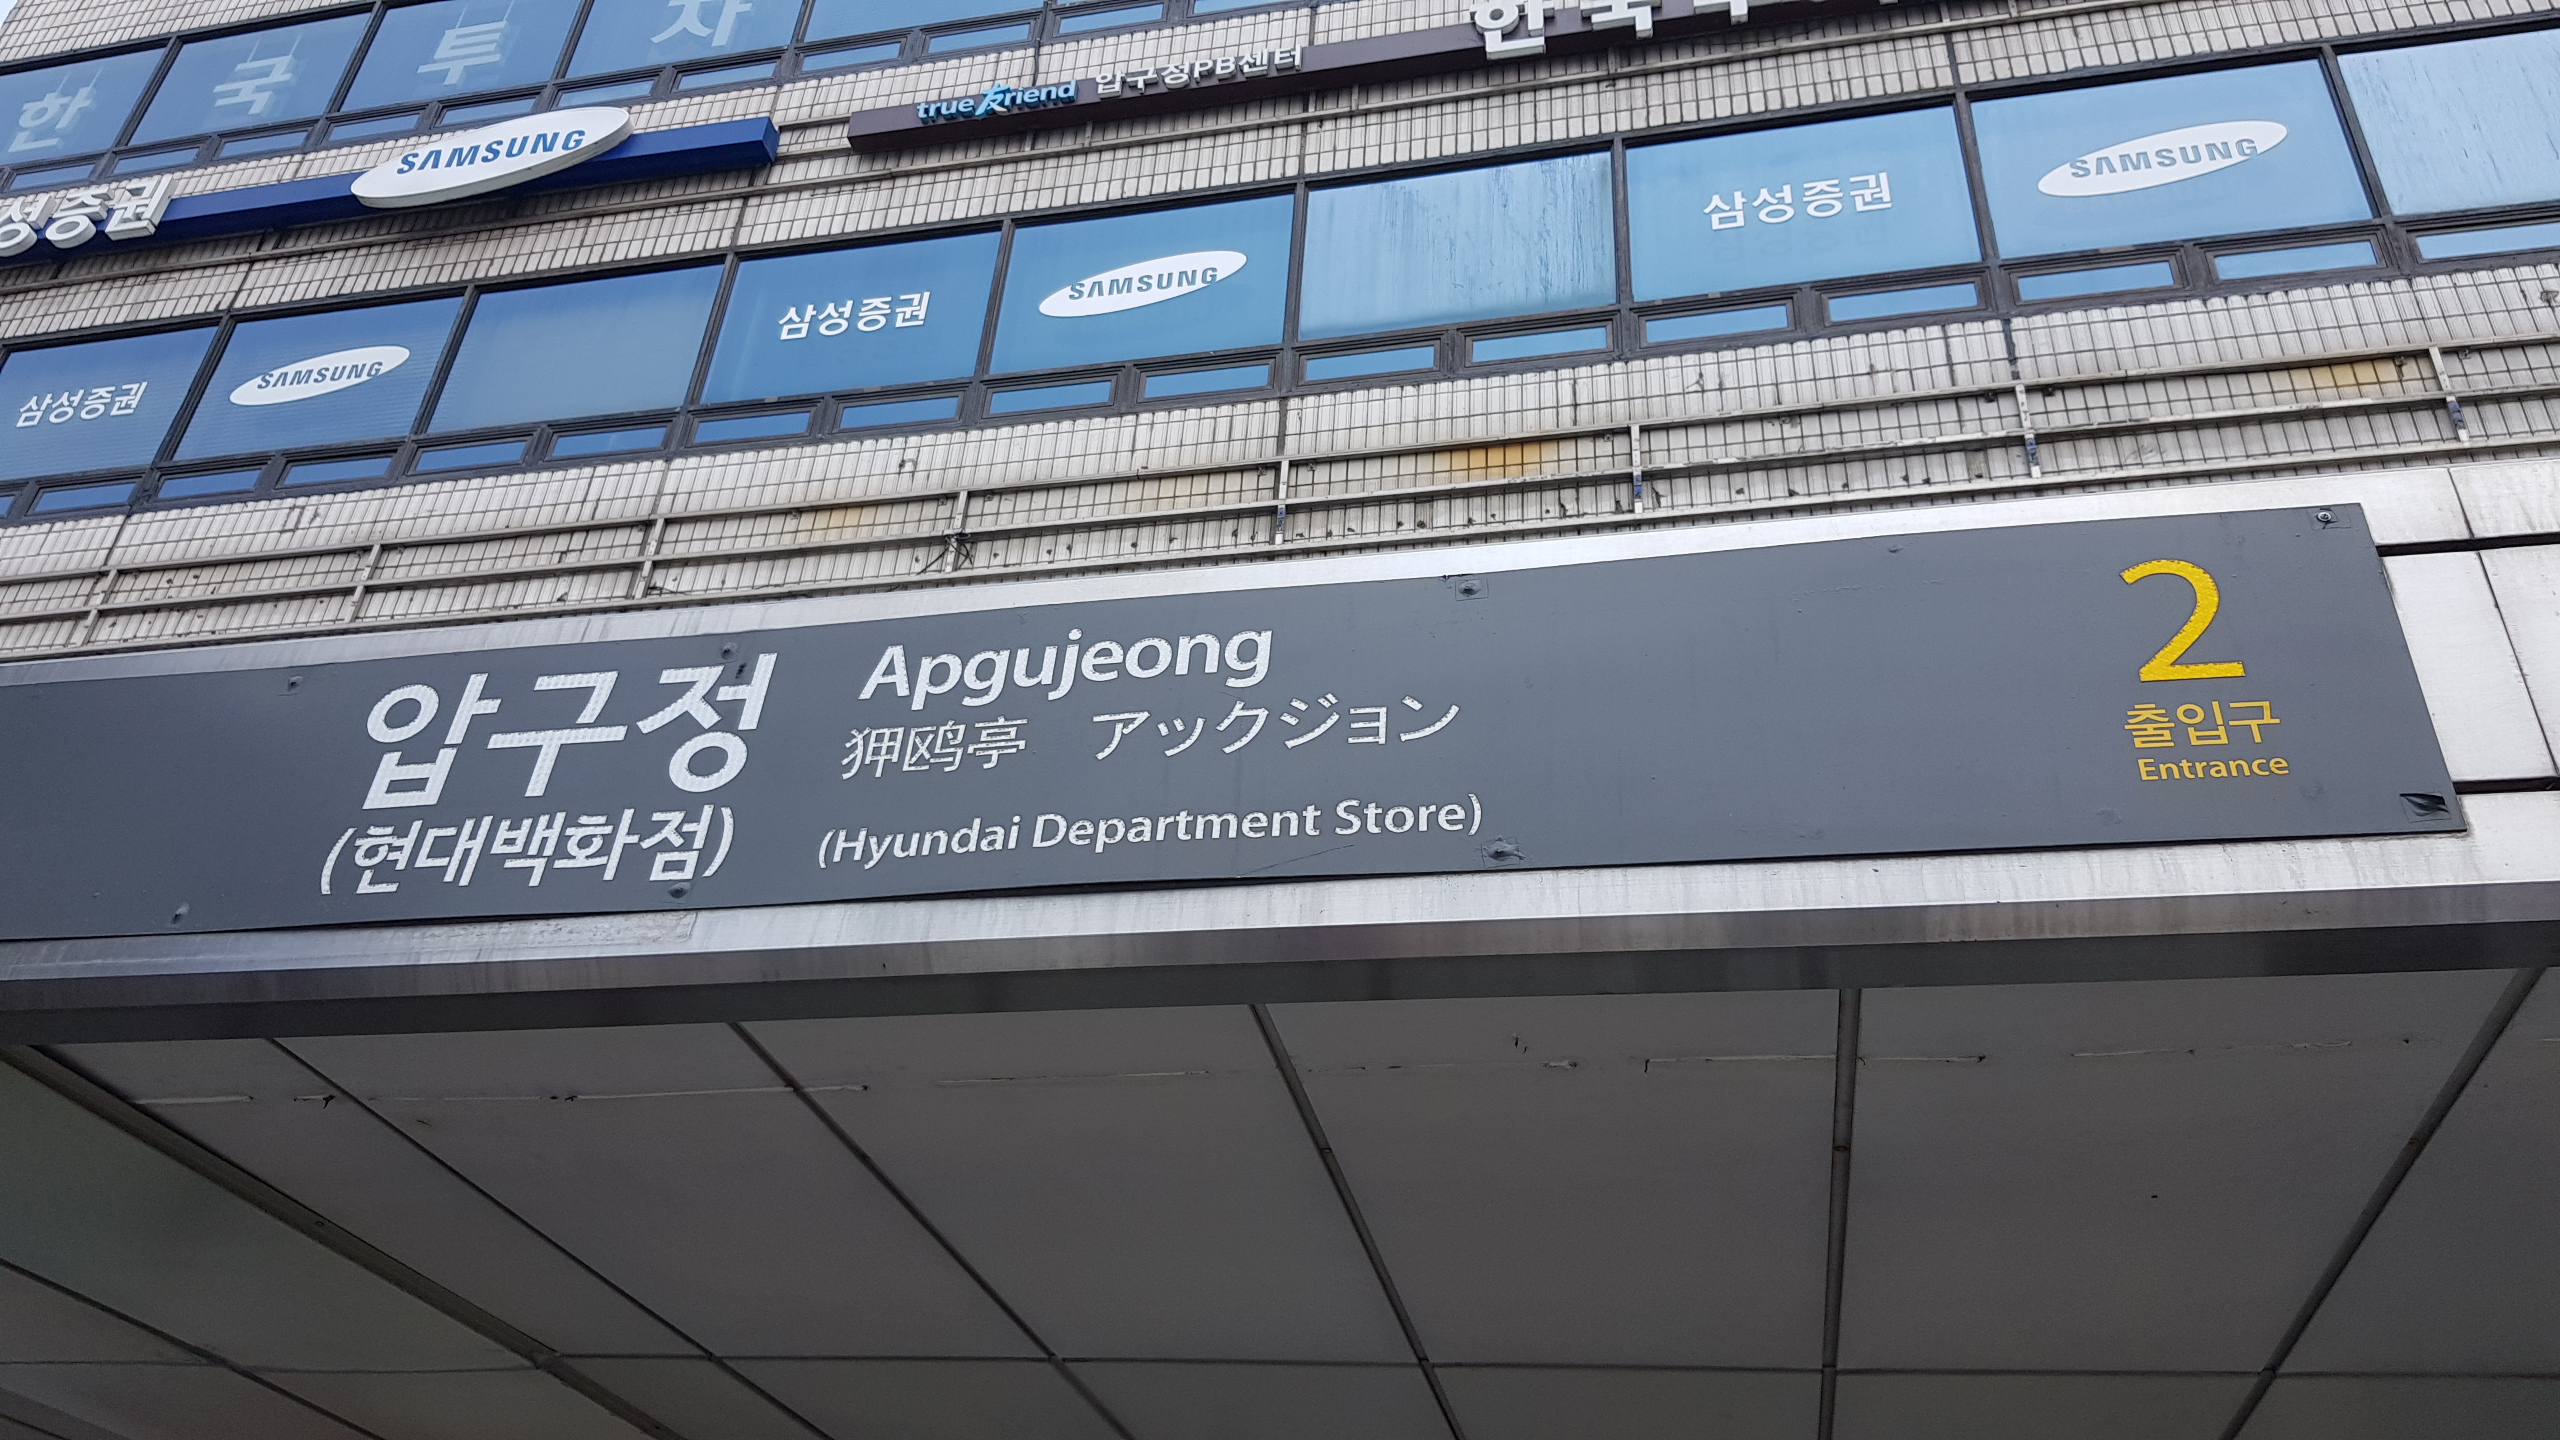 한국투자
true friend 압구정PB센터
성증권 SAMSUNG
삼성증권 SAMSUNG 삼성증권 SAMSUNG 삼성증권 SAMSUNG
압구정 Apgujeong
狎鸥亭 アックジョン
(현대백화점) (Hyundai Department Store)
2
출입구
Entrance